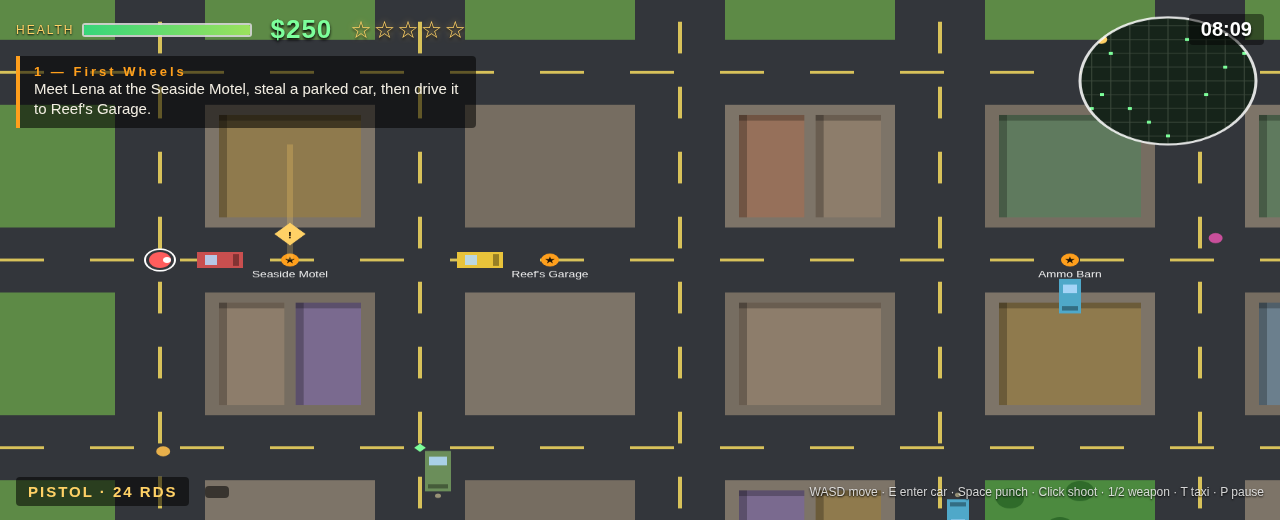 HEALTH $250 ☆☆☆☆☆ 08:09
1 — First Wheels
Meet Lena at the Seaside Motel, steal a parked car, then drive it
to Reef's Garage.
!
Seaside Motel
Reef's Garage
Ammo Barn
PISTOL · 24 RDS
WASD move · E enter car · Space punch · Click shoot · 1/2 weapon · T taxi · P pause